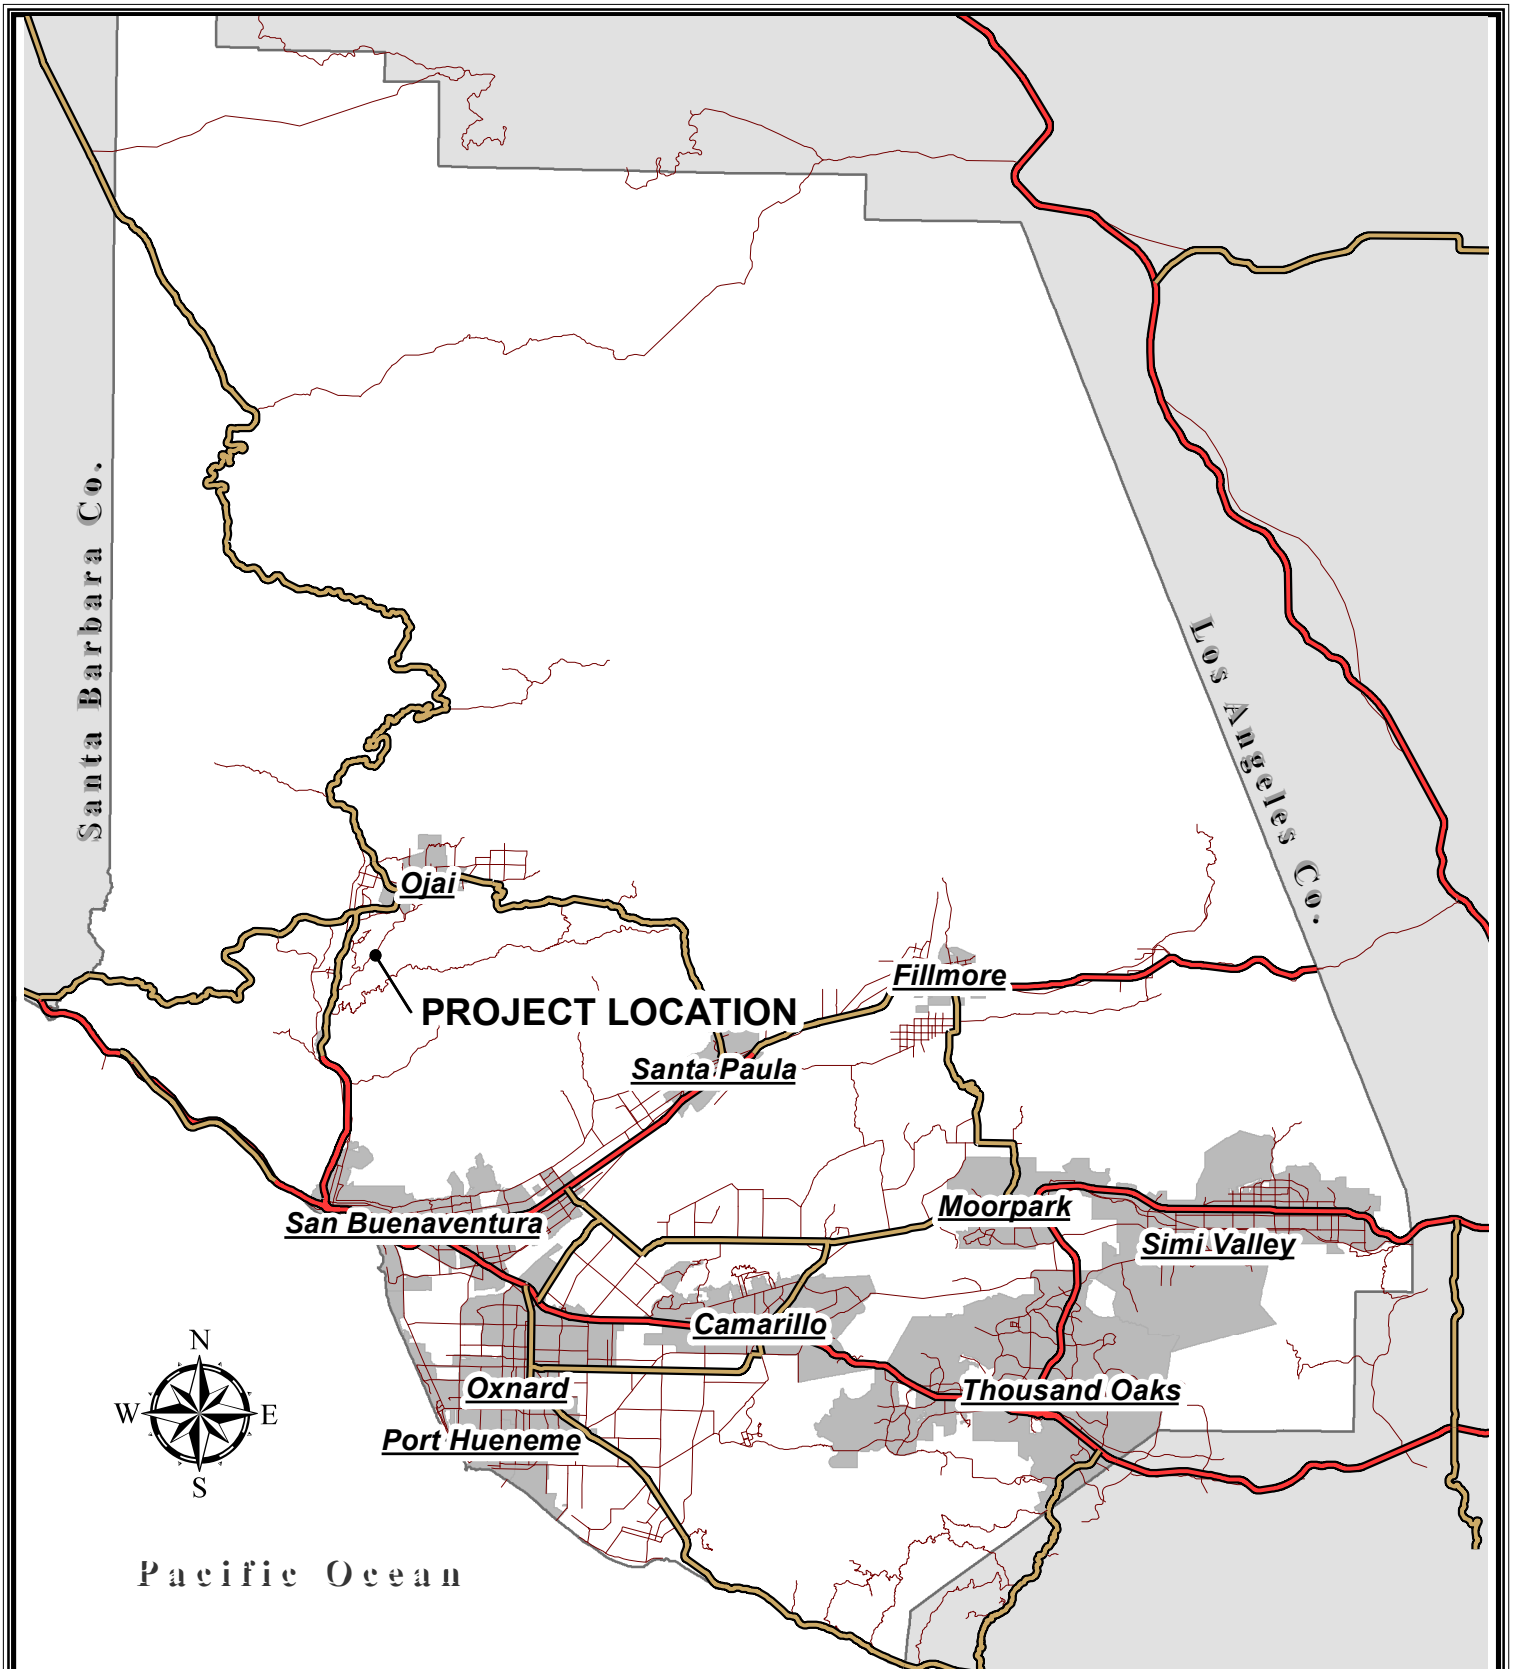 Santa Barbara Co.
Los Angeles Co.
Ojai
PROJECT LOCATION
Fillmore
Santa Paula
Moorpark
San Buenaventura
Simi Valley
Camarillo
Oxnard
Thousand Oaks
Port Hueneme
N
W E
S
Pacific Ocean